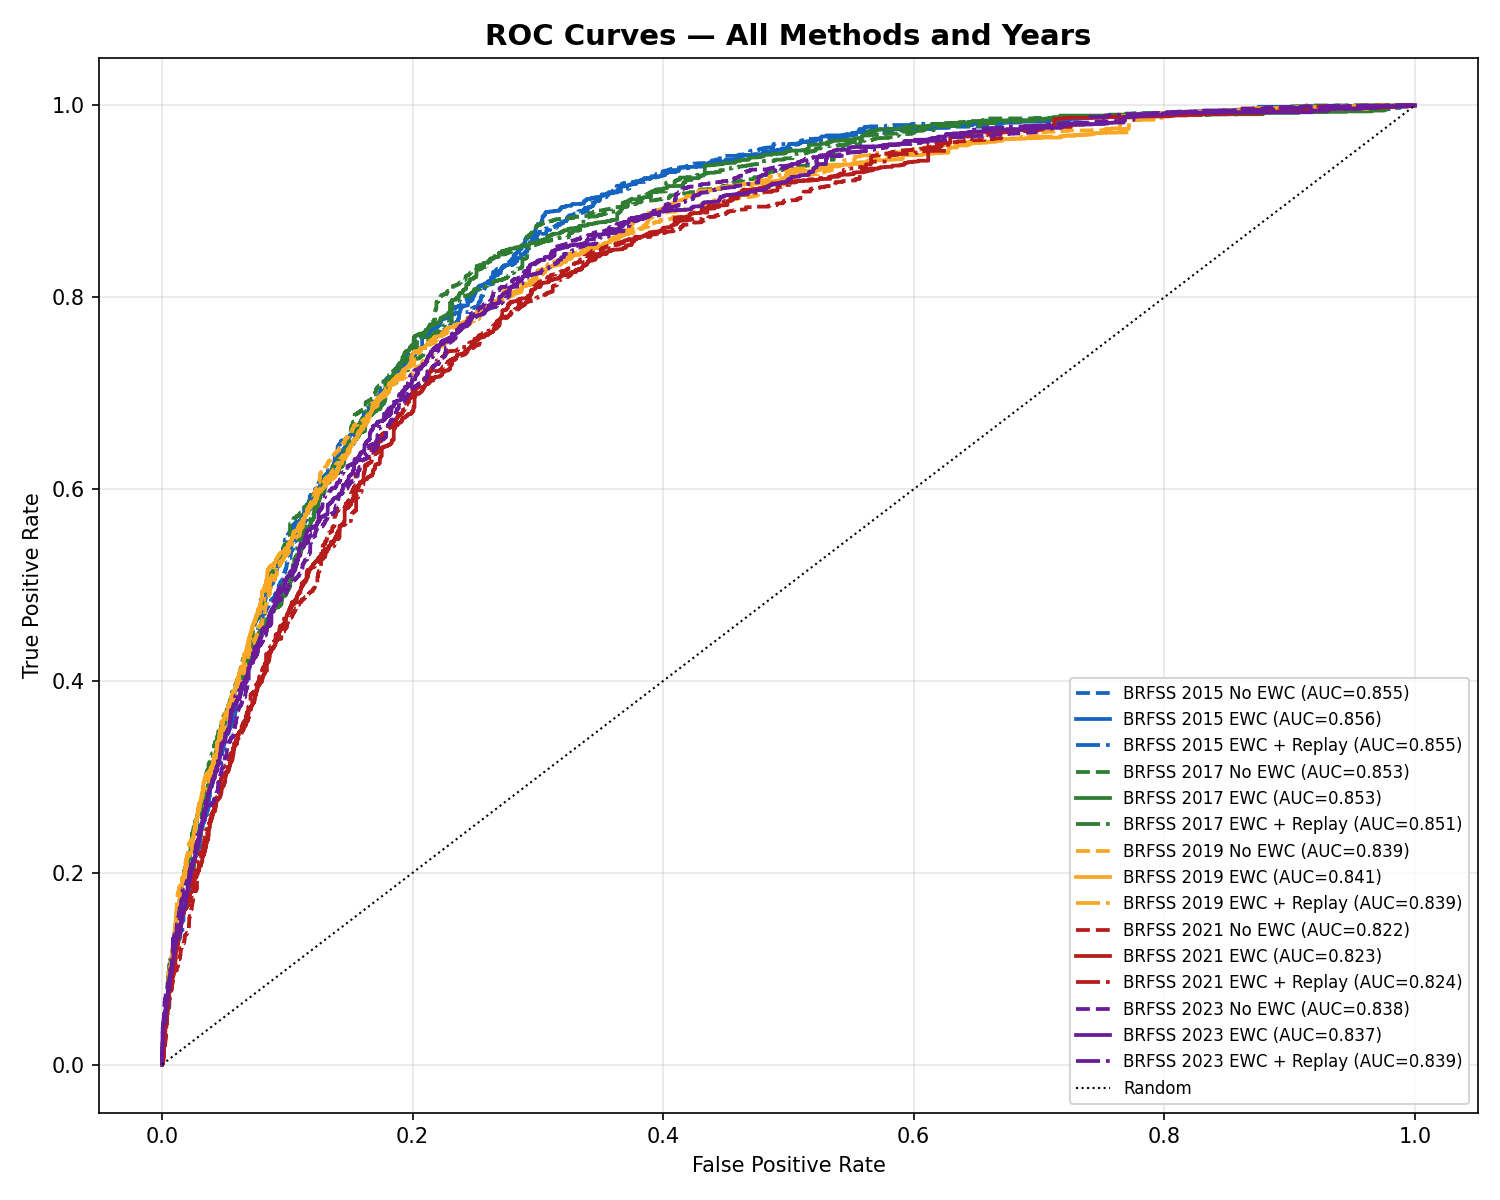 ROC Curves — All Methods and Years
True Positive Rate
1.0
0.8
0.6
0.4
0.2
0.0
BRFSS 2015 No EWC (AUC=0.855)
BRFSS 2015 EWC (AUC=0.856)
BRFSS 2015 EWC + Replay (AUC=0.855)
BRFSS 2017 No EWC (AUC=0.853)
BRFSS 2017 EWC (AUC=0.853)
BRFSS 2017 EWC + Replay (AUC=0.851)
BRFSS 2019 No EWC (AUC=0.839)
BRFSS 2019 EWC (AUC=0.841)
BRFSS 2019 EWC + Replay (AUC=0.839)
BRFSS 2021 No EWC (AUC=0.822)
BRFSS 2021 EWC (AUC=0.823)
BRFSS 2021 EWC + Replay (AUC=0.824)
BRFSS 2023 No EWC (AUC=0.838)
BRFSS 2023 EWC (AUC=0.837)
BRFSS 2023 EWC + Replay (AUC=0.839)
Random
0.0 0.2 0.4 0.6 0.8 1.0
False Positive Rate